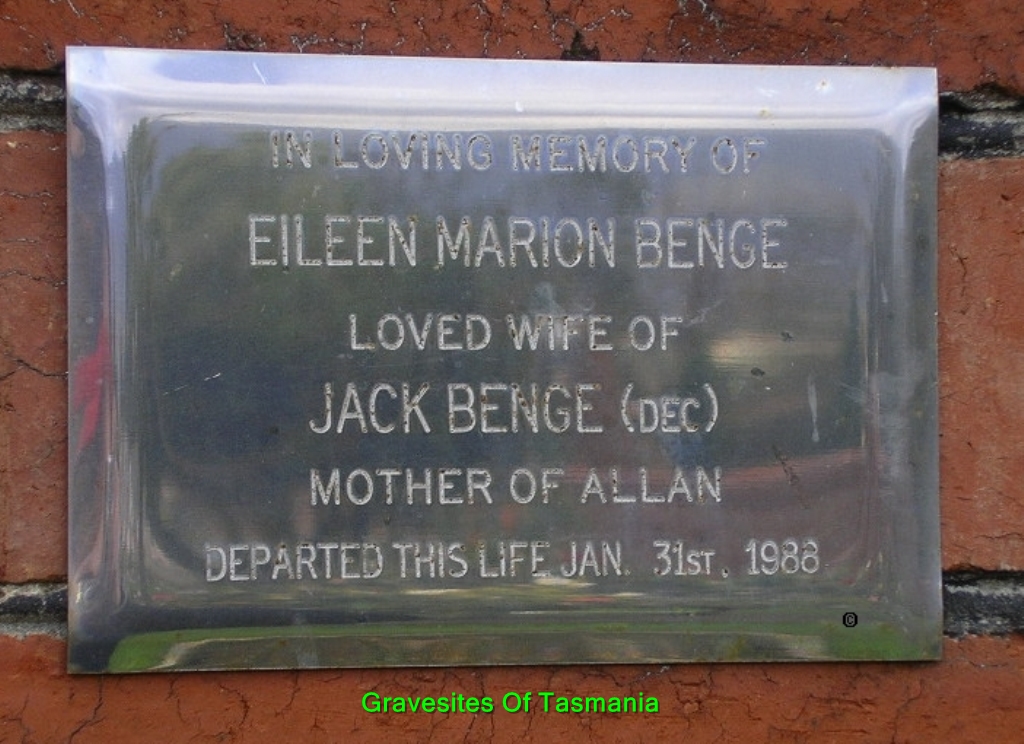 IN LOVING MEMORY OF
EILEEN MARION BENGE
LOVED WIFE OF
JACK BENGE (DEC)
MOTHER OF ALLAN
DEPARTED THIS LIFE JAN. 31ST, 1988
©
Gravesites Of Tasmania